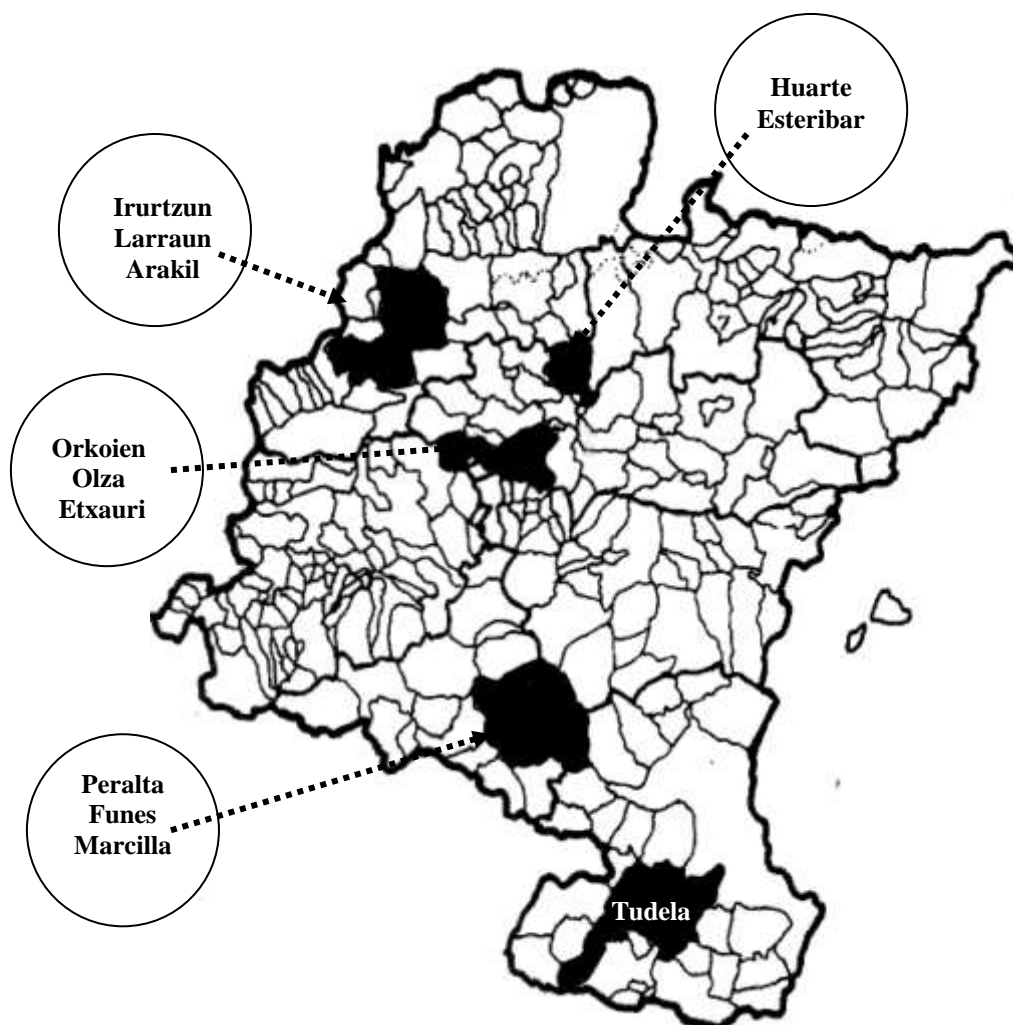 Huarte
Esteribar
Irurtzun
Larraun
Arakil
Orkoien
Olza
Etxauri
Peralta
Funes
Marcilla
Tudela